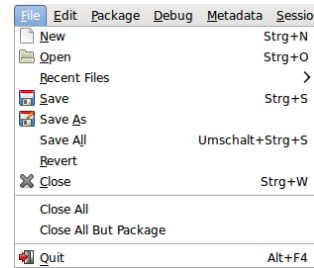 File Edit Package Debug Metadata Sessio
New Strg+N
Open Strg+O
Recent Files
Save Strg+S
Save As
Save All Umschalt+Strg+S
Revert
Close Strg+W
Close All
Close All But Package
Quit Alt+F4